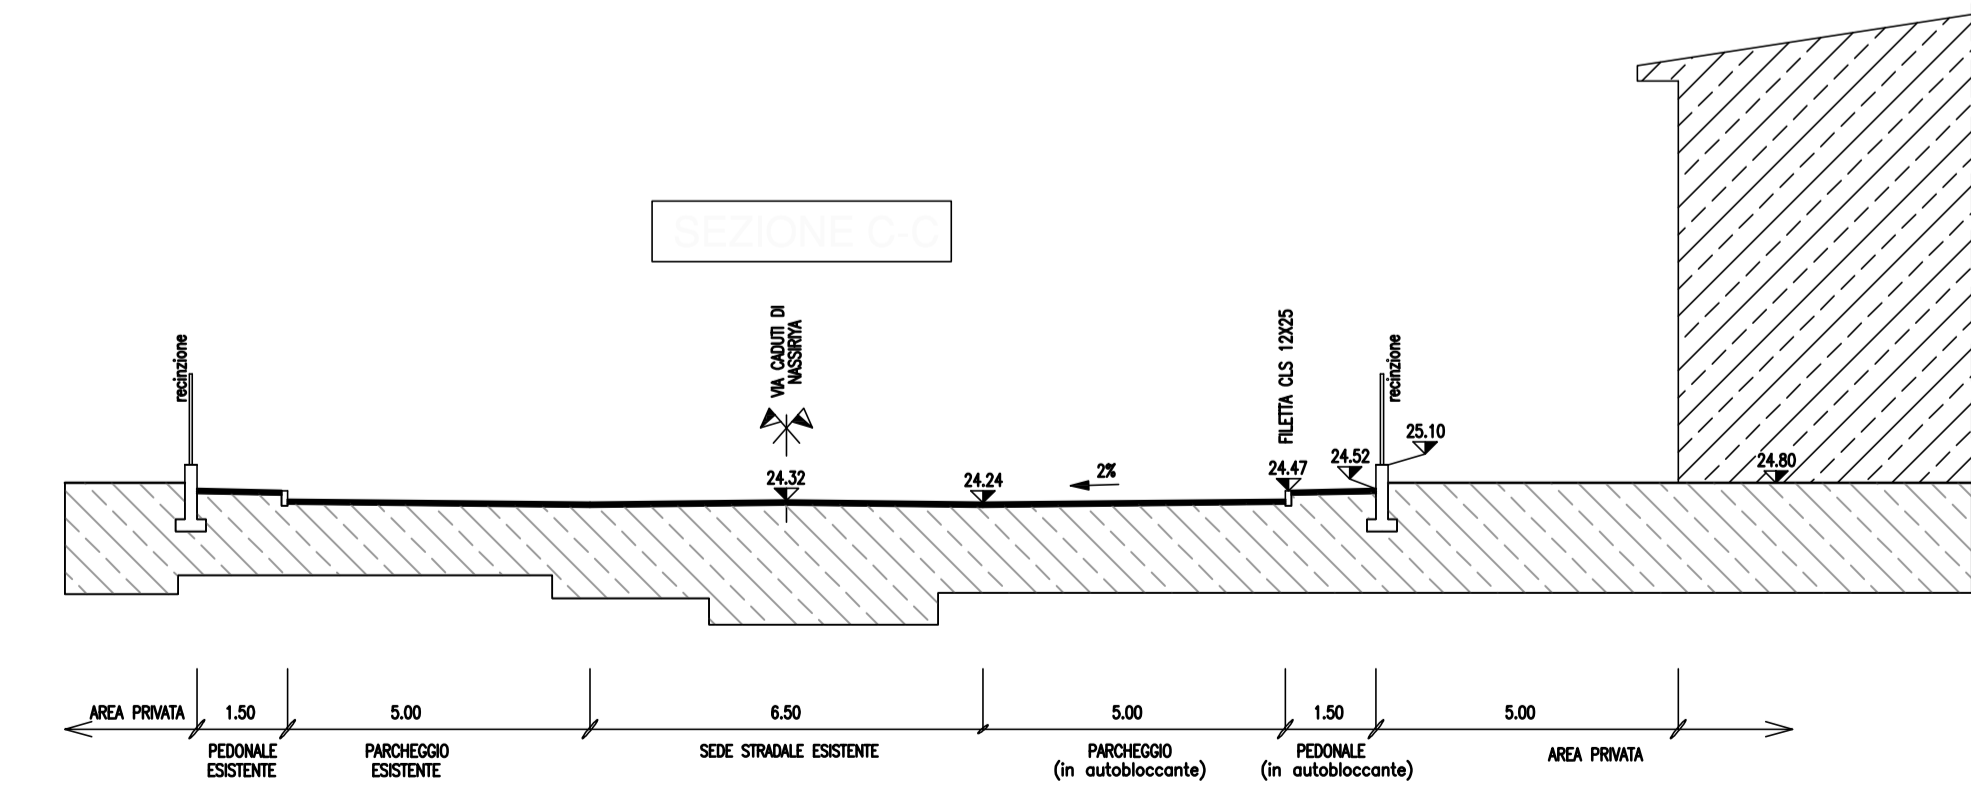 SEZIONE C-C
VIA CADUTI DI
NASSIRIYA
FILETTA CLS 12X25
recinzione
recinzione
25.10
24.52
24.47
24.80
2%
24.32
24.24
AREA PRIVATA
1.50
5.00
6.50
5.00
1.50
5.00
PEDONALE
ESISTENTE
PARCHEGGIO
ESISTENTE
SEDE STRADALE ESISTENTE
PARCHEGGIO
(in autobloccante)
PEDONALE
(in autobloccante)
AREA PRIVATA